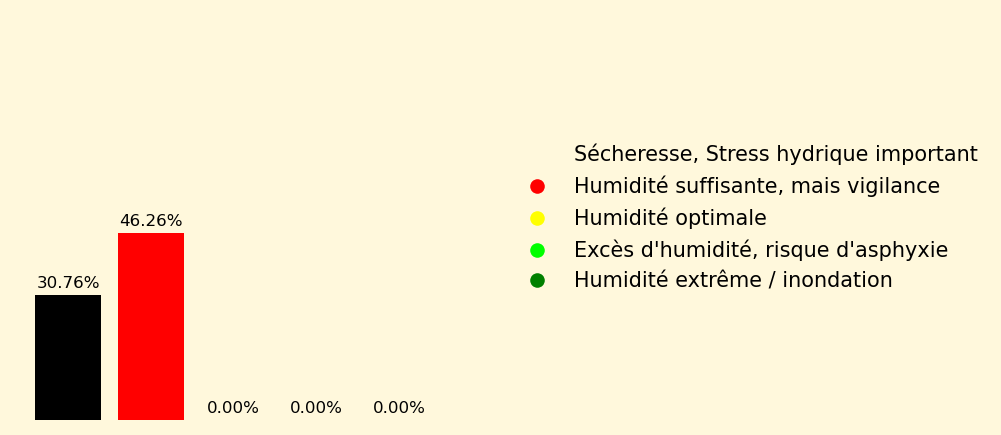 46.26%
30.76%
0.00% 0.00% 0.00%
Sécheresse, Stress hydrique important
Humidité suffisante, mais vigilance
Humidité optimale
Excès d'humidité, risque d'asphyxie
Humidité extrême / inondation